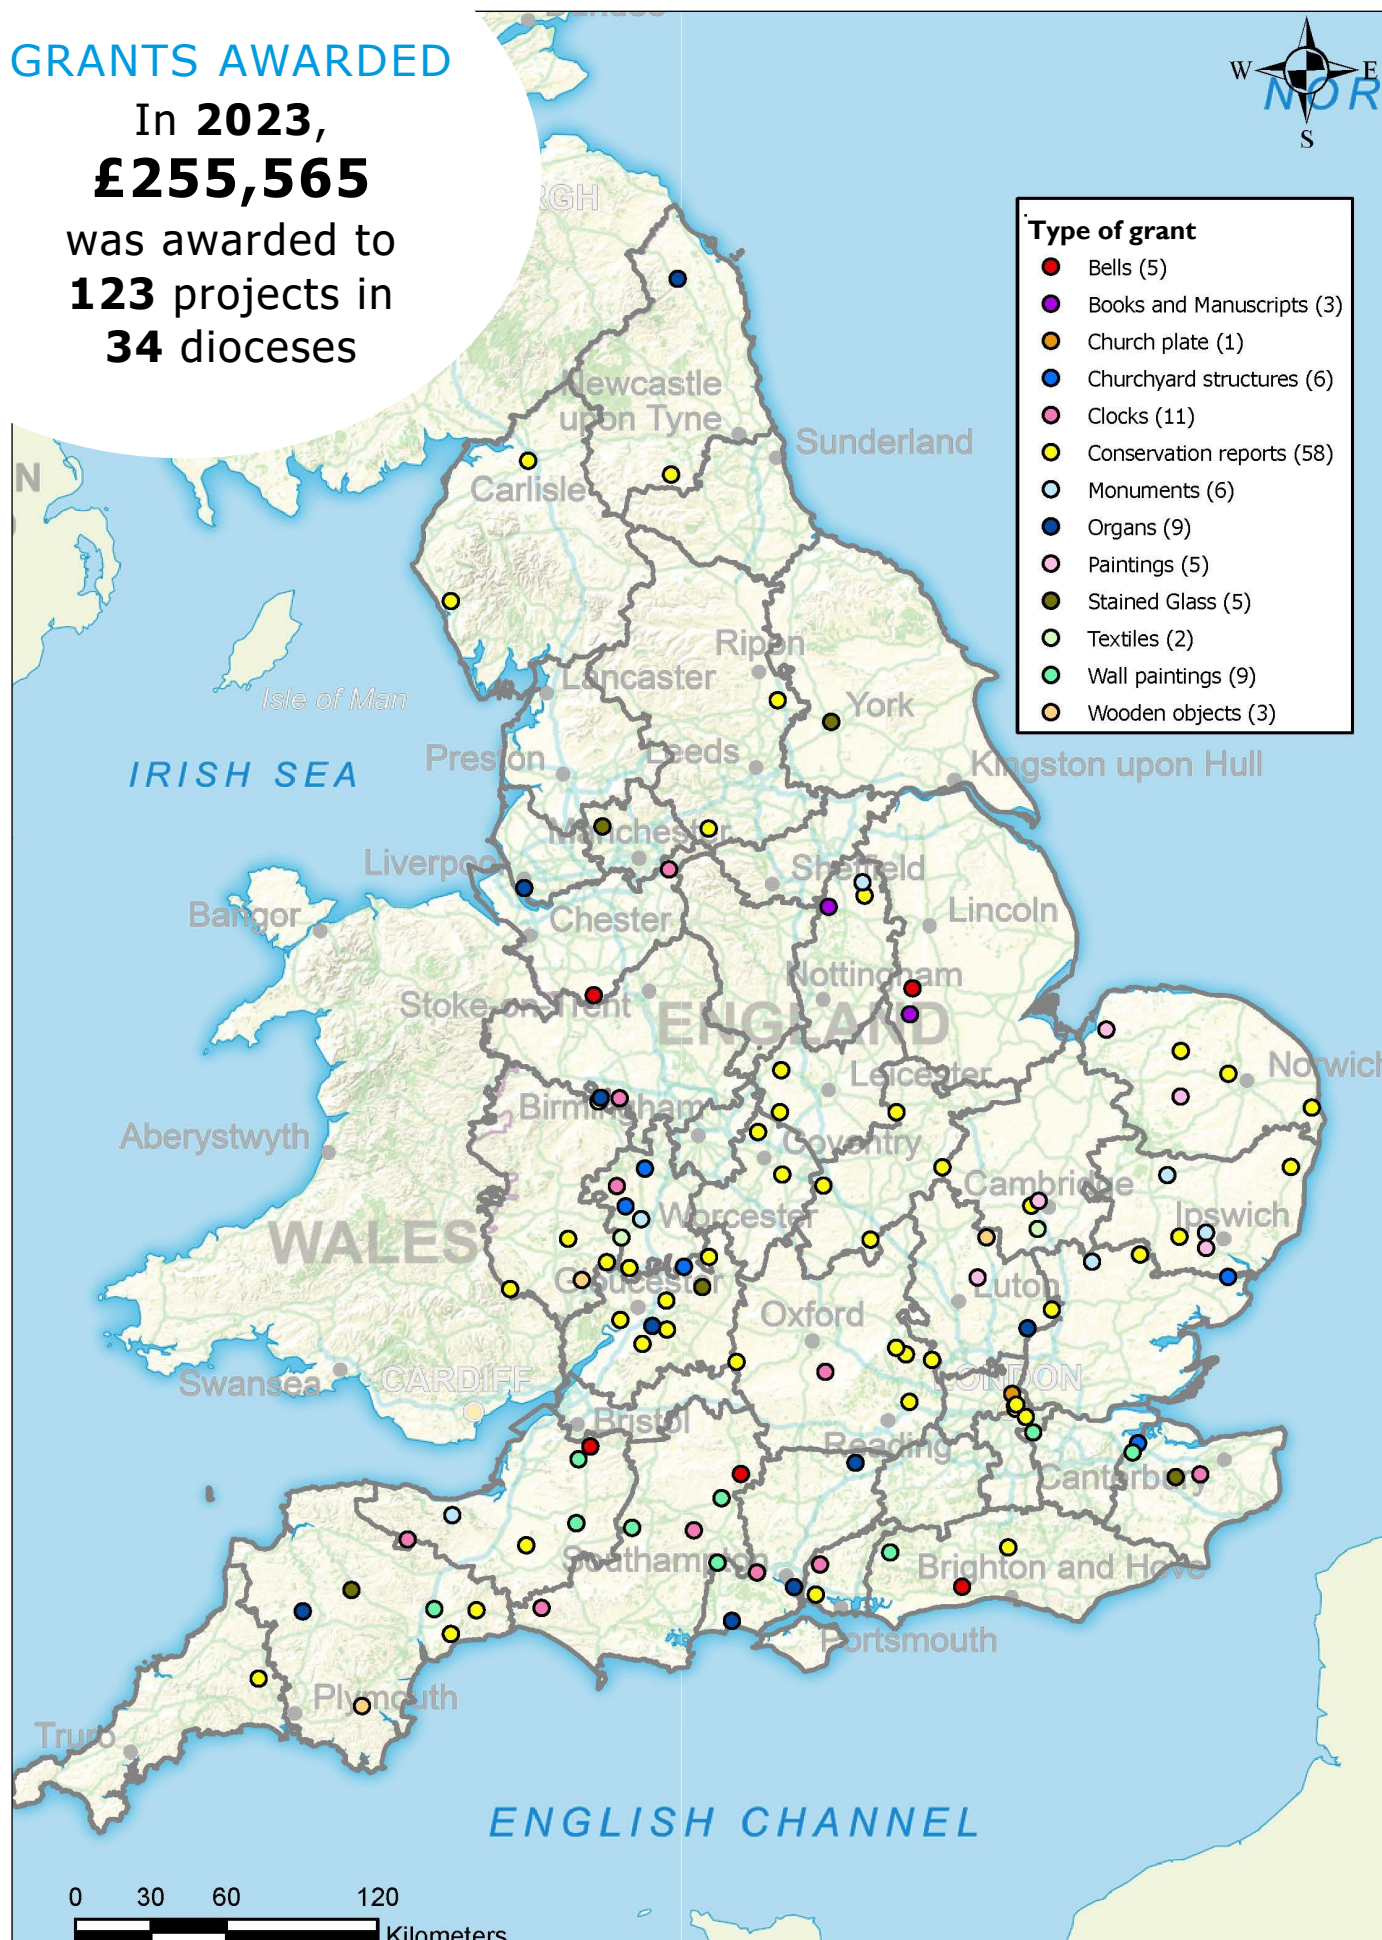 GRANTS AWARDED
In 2023,
£255,565
was awarded to
123 projects in
34 dioceses
W
E
S
NOR
Type of grant
Bells (5)
Books and Manuscripts (3)
Church plate (1)
Churchyard structures (6)
Clocks (11)
Conservation reports (58)
Monuments (6)
Organs (9)
Paintings (5)
Stained Glass (5)
Textiles (2)
Wall paintings (9)
Wooden objects (3)
RGH
Newcastle
upon Tyne
Sunderland
N
Carlisle
Ripon
Lancaster
Isle of Man
York
Preston
Leeds
Kingston upon Hull
IRISH SEA
Manchester
Liverpool
Sheffield
Bangor
Chester
Lincoln
Nottingham
Stoke-on-Trent
ENGLAND
Norwich
Leicester
Birmingham
Aberystwyth
Coventry
Cambridge
Worcester
Ipswich
WALES
Gloucester
Luton
Oxford
Swansea
CARDIFF
LONDON
Bristol
Reading
Canterbury
Southampton
Brighton and Hove
Portsmouth
Plymouth
Truro
ENGLISH CHANNEL
0 30 60 120
Kilometers